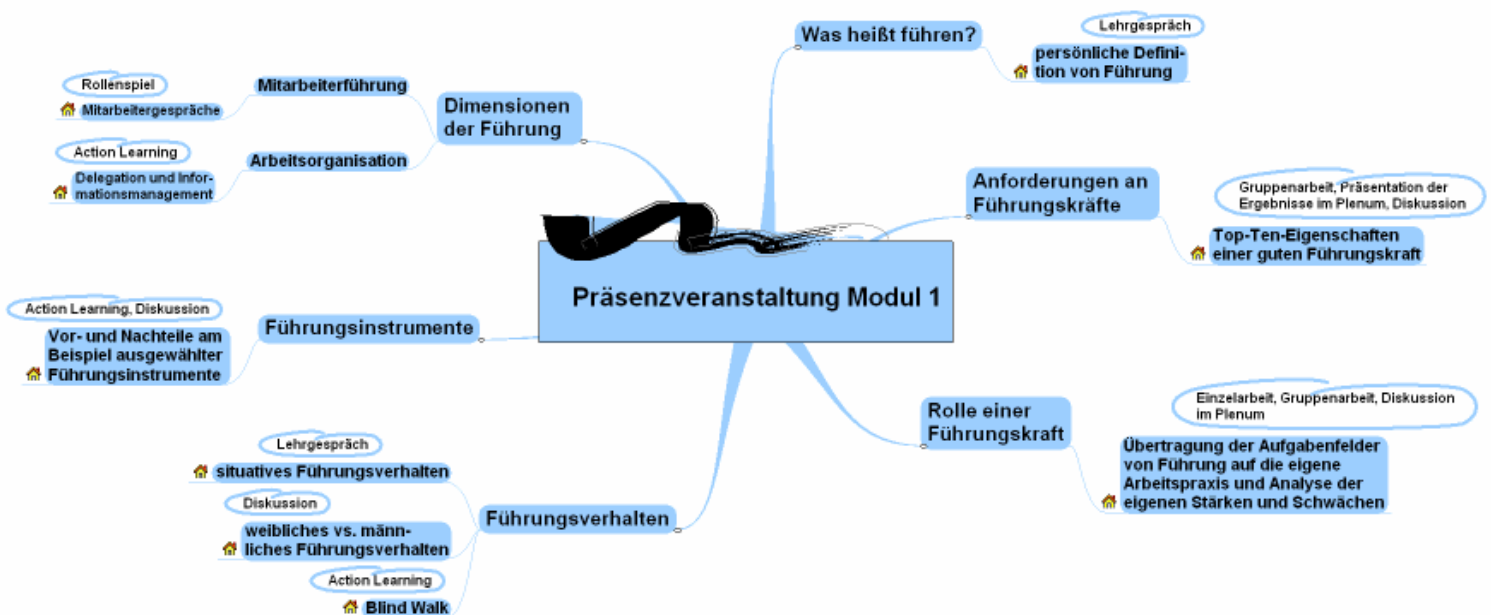 Präsenzveranstaltung Modul 1
Was heißt führen?
Lehrgespräch
persönliche Defini-
tion von Führung
Anforderungen an
Führungskräfte
Gruppenarbeit, Präsentation der
Ergebnisse im Plenum, Diskussion
Top-Ten-Eigenschaften
einer guten Führungskraft
Rolle einer
Führungskraft
Einzelarbeit, Gruppenarbeit, Diskussion
im Plenum
Übertragung der Aufgabenfelder
von Führung auf die eigene
Arbeitspraxis und Analyse der
eigenen Stärken und Schwächen
Dimensionen
der Führung
Mitarbeiterführung
Rollenspiel
Mitarbeitergespräche
Arbeitsorganisation
Action Learning
Delegation und Infor-
mationsmanagement
Führungsinstrumente
Action Learning, Diskussion
Vor- und Nachteile am
Beispiel ausgewählter
Führungsinstrumente
Führungsverhalten
Lehrgespräch
situatives Führungsverhalten
Diskussion
weibliches vs. männ-
liches Führungsverhalten
Action Learning
Blind Walk